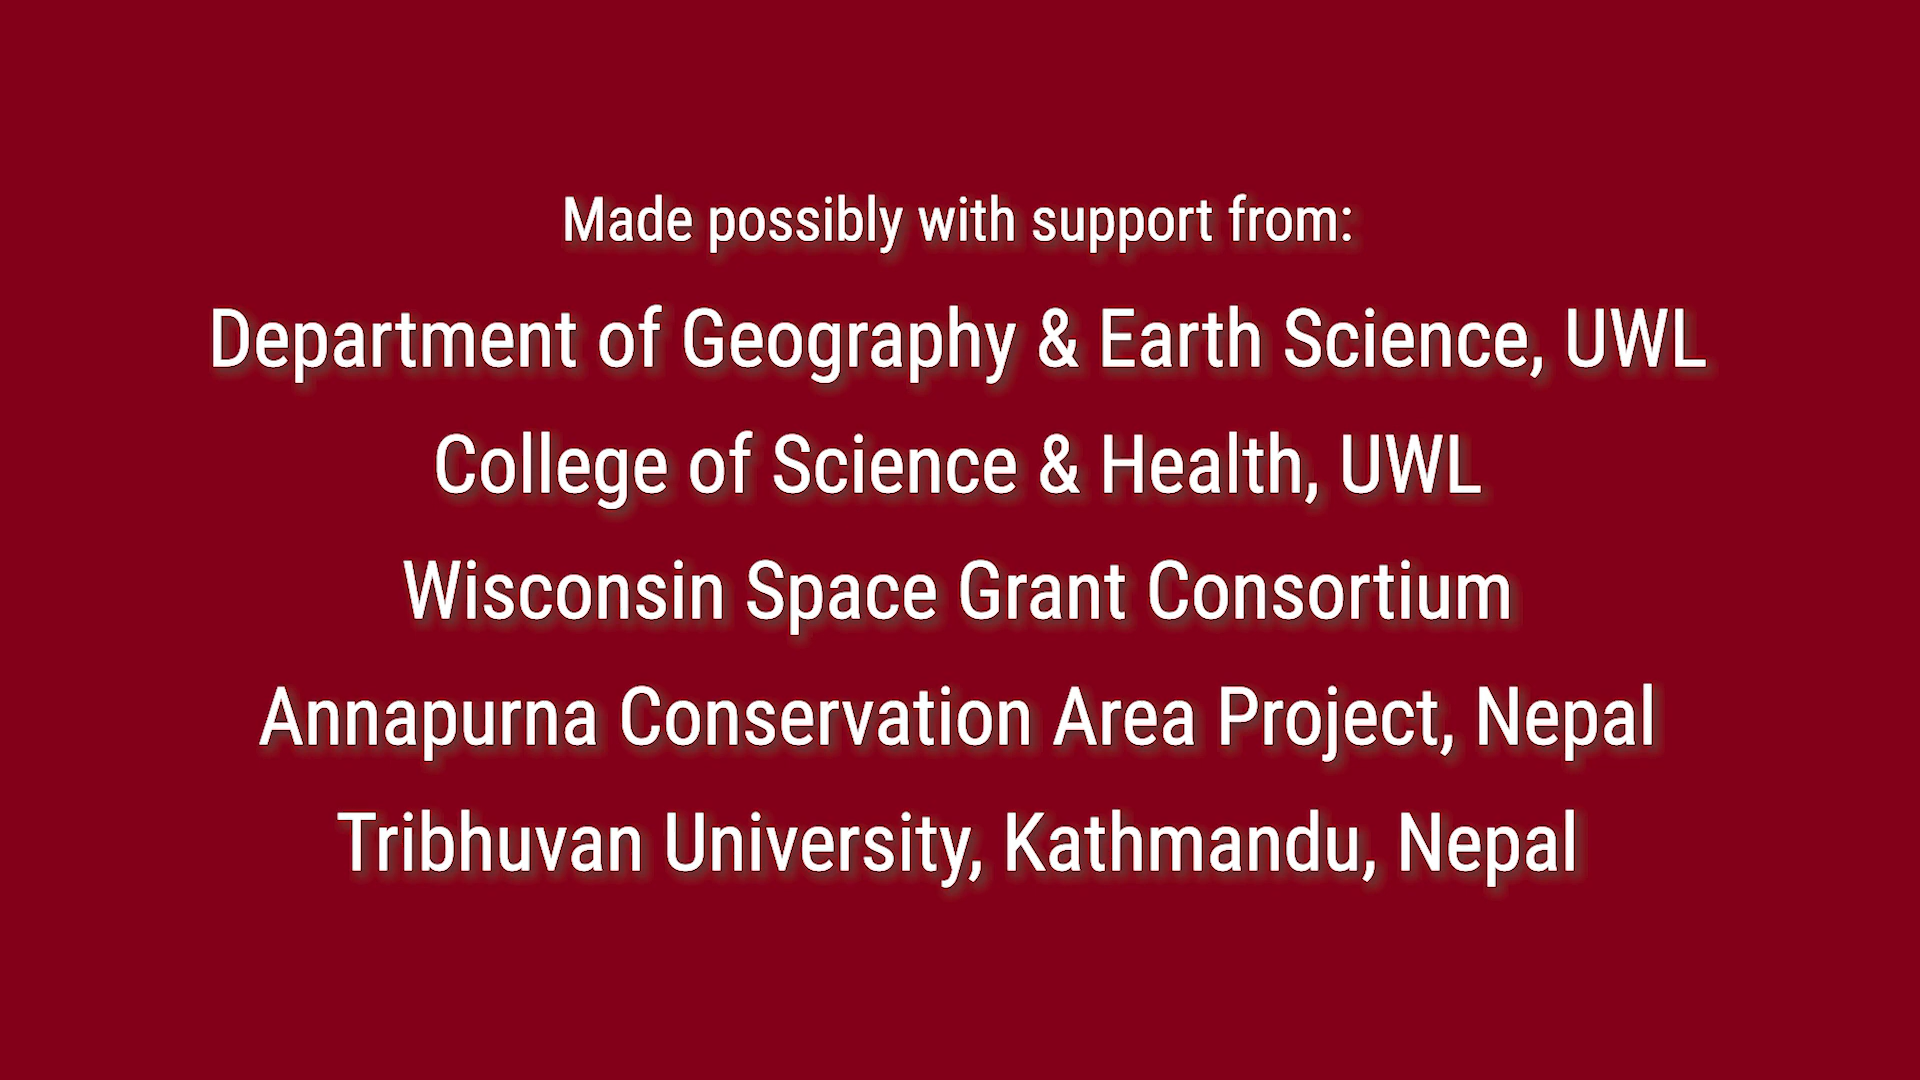 Made possibly with support from:
Department of Geography & Earth Science, UWL
College of Science & Health, UWL
Wisconsin Space Grant Consortium
Annapurna Conservation Area Project, Nepal
Tribhuvan University, Kathmandu, Nepal